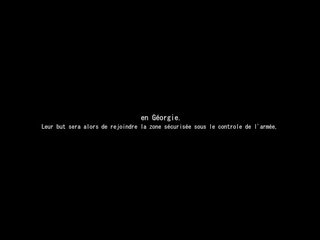 en Géorgie.
Leur but sera alors de rejoindre la zone sécurisée sous le controle de l'armée.